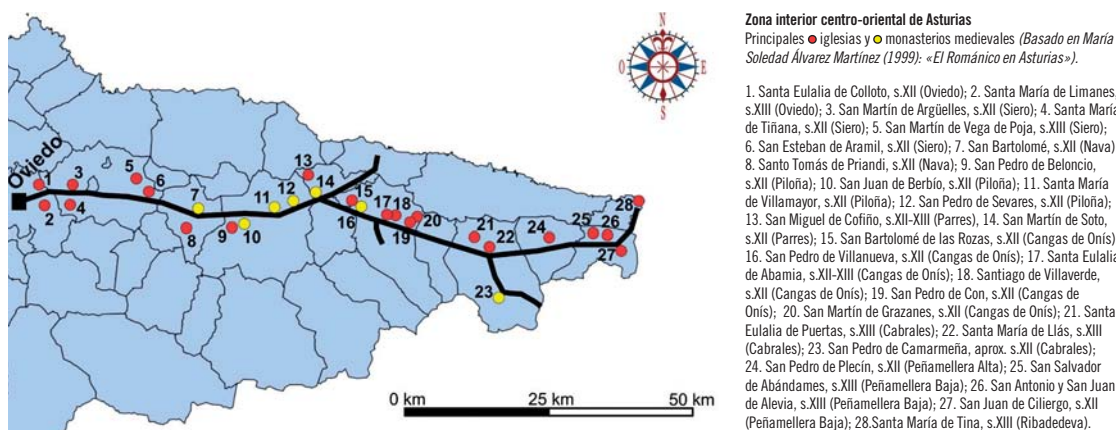 N
O
E
S
Oviedo
1
2
3
4
5
6
7
8
9
10
11
12
13
14
15
16
17
18
19
20
21
22
23
24
25
26
27
28
0 km
25 km
50 km
Zona interior centro-oriental de Asturias
Principales iglesias y monasterios medievales (Basado en María
Soledad Álvarez Martínez (1999): «El Románico en Asturias»).
1. Santa Eulalia de Colloto, s.XII (Oviedo); 2. Santa María de Limanes,
s.XIII (Oviedo); 3. San Martín de Argüelles, s.XII (Siero); 4. Santa María
de Tiñana, s.XII (Siero); 5. San Martín de Vega de Poja, s.XIII (Siero);
6. San Esteban de Aramil, s.XII (Siero); 7. San Bartolomé, s.XII (Nava)
8. Santo Tomás de Priandi, s.XII (Nava); 9. San Pedro de Beloncio,
s.XII (Piloña); 10. San Juan de Berbío, s.XII (Piloña); 11. Santa María
de Villamayor, s.XII (Piloña); 12. San Pedro de Sevares, s.XII (Piloña);
13. San Miguel de Cofiño, s.XII-XIII (Parres), 14. San Martín de Soto,
s.XII (Parres); 15. San Bartolomé de las Rozas, s.XII (Cangas de Onís)
16. San Pedro de Villanueva, s.XII (Cangas de Onís); 17. Santa Eulalia
de Abamia, s.XII-XIII (Cangas de Onís); 18. Santiago de Villaverde,
s.XII (Cangas de Onís); 19. San Pedro de Con, s.XII (Cangas de
Onís); 20. San Martín de Grazanes, s.XII (Cangas de Onís); 21. Santa
Eulalia de Puertas, s.XIII (Cabrales); 22. Santa María de Llás, s.XIII
(Cabrales); 23. San Pedro de Camarmeña, aprox. s.XII (Cabrales);
24. San Pedro de Plecín, s.XII (Peñamellera Alta); 25. San Salvador
de Abándames, s.XIII (Peñamellera Baja); 26. San Antonio y San Juan
de Alevia, s.XIII (Peñamellera Baja); 27. San Juan de Ciliergo, s.XII
(Peñamellera Baja); 28.Santa María de Tina, s.XIII (Ribadedeva).